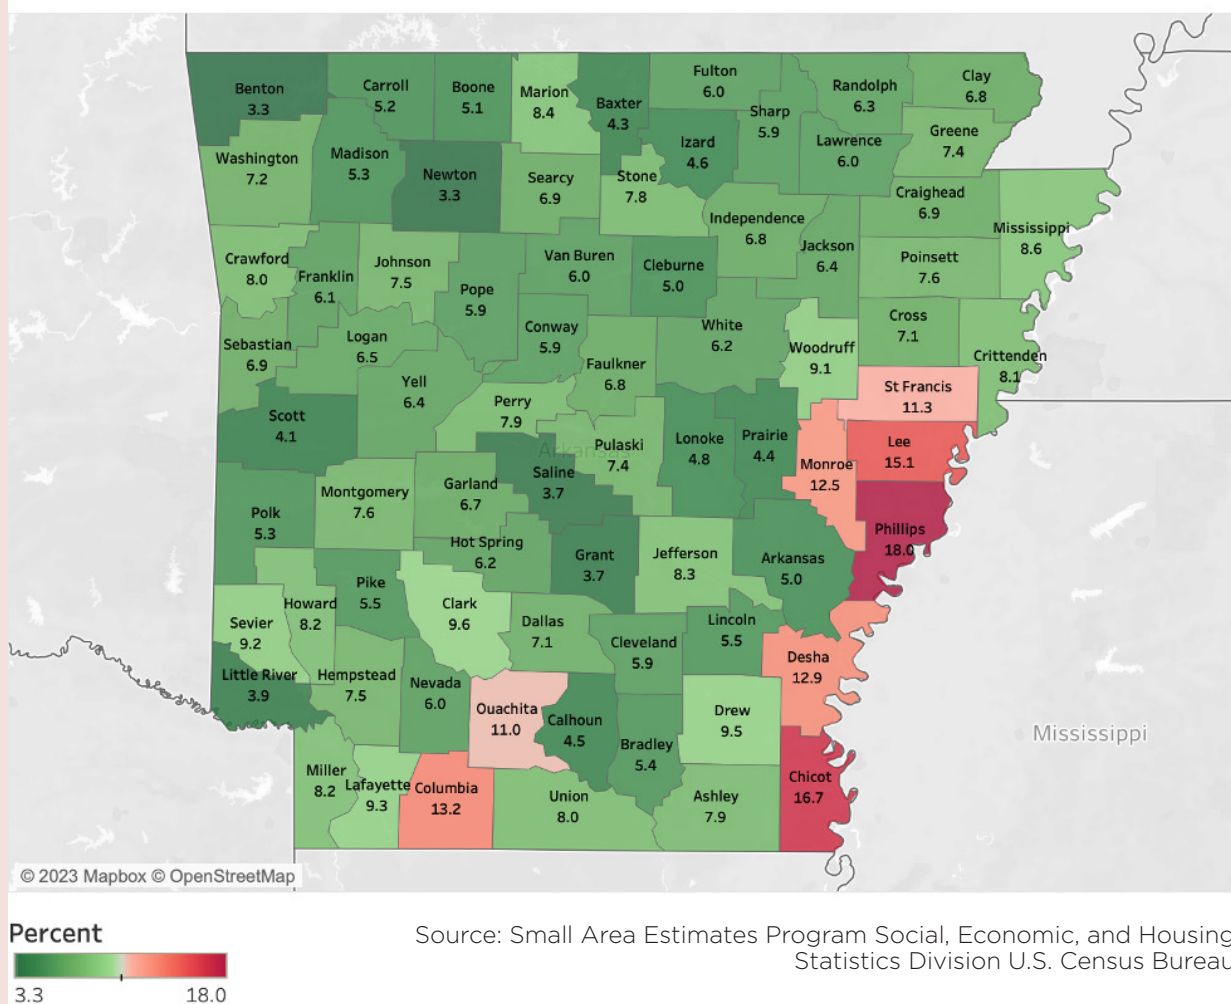 Benton
3.3
Carroll
5.2
Boone
5.1
Marion
8.4
Baxter
4.3
Fulton
6.0
Sharp
5.9
Randolph
6.3
Clay
6.8
Izard
4.6
Lawrence
6.0
Greene
7.4
Washington
7.2
Madison
5.3
Newton
3.3
Searcy
6.9
Stone
7.8
Independence
6.8
Jackson
6.4
Craighead
6.9
Mississippi
8.6
Crawford
8.0
Franklin
6.1
Johnson
7.5
Pope
5.9
Van Buren
6.0
Cleburne
5.0
Poinsett
7.6
Sebastian
6.9
Logan
6.5
Conway
5.9
White
6.2
Woodruff
9.1
Cross
7.1
Crittenden
8.1
Scott
4.1
Yell
6.4
Perry
7.9
Faulkner
6.8
St Francis
11.3
Arkansas
Pulaski
7.4
Lonoke
4.8
Prairie
4.4
Monroe
12.5
Lee
15.1
Polk
5.3
Montgomery
7.6
Garland
6.7
Saline
3.7
Phillips
18.0
Hot Spring
6.2
Grant
3.7
Jefferson
8.3
Arkansas
5.0
Sevier
9.2
Howard
8.2
Pike
5.5
Clark
9.6
Dallas
7.1
Cleveland
5.9
Lincoln
5.5
Desha
12.9
Little River
3.9
Hempstead
7.5
Nevada
6.0
Ouachita
11.0
Calhoun
4.5
Bradley
5.4
Drew
9.5
Mississippi
Miller
8.2
Lafayette
9.3
Columbia
13.2
Union
8.0
Ashley
7.9
Chicot
16.7
© 2023 Mapbox © OpenStreetMap
Percent
3.3 18.0
Source: Small Area Estimates Program Social, Economic, and Housing
Statistics Division U.S. Census Bureau